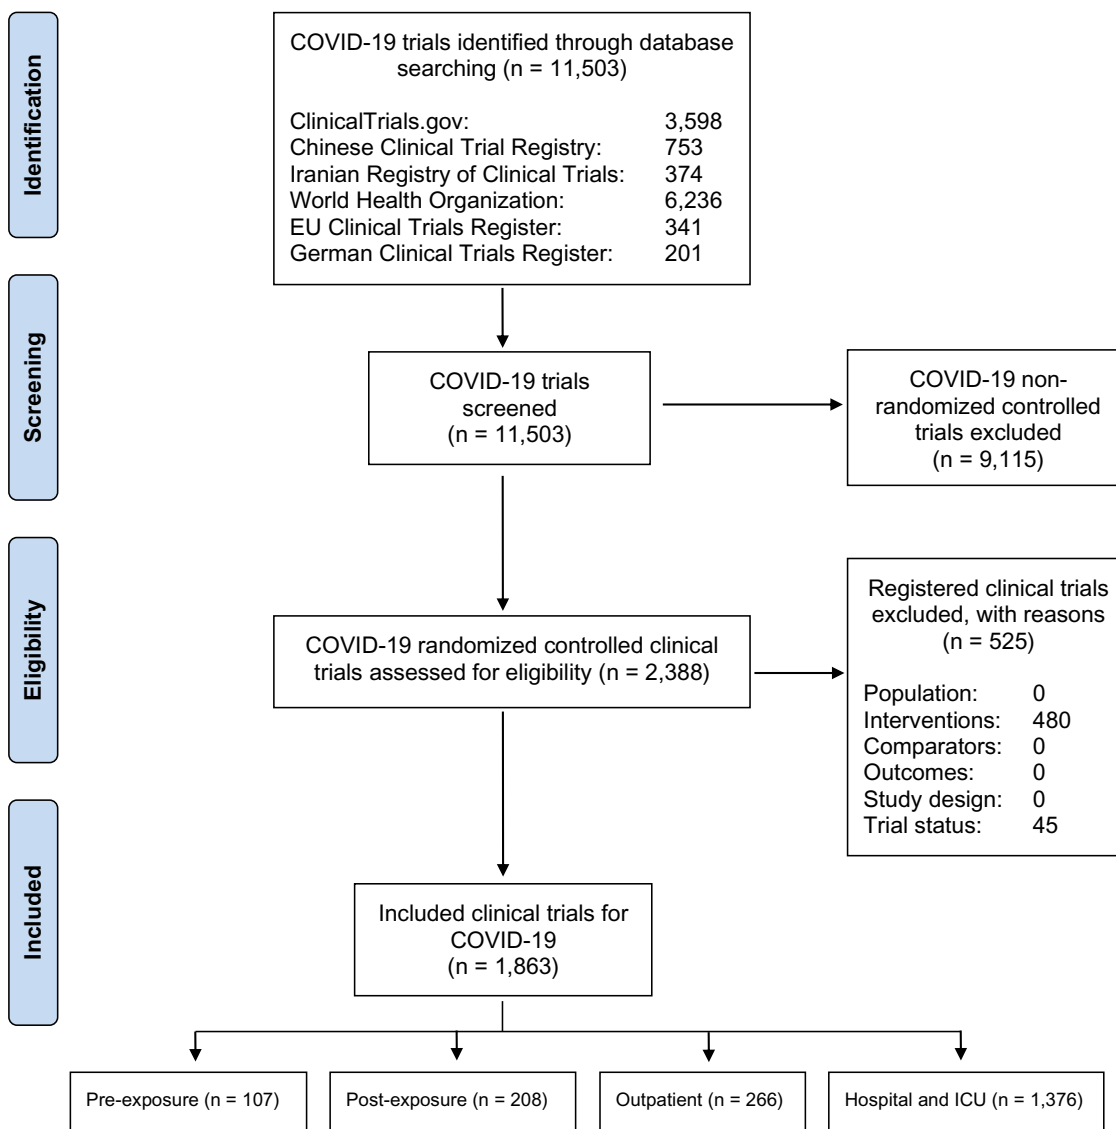 Identification
COVID-19 trials identified through database
searching (n = 11,503)
ClinicalTrials.gov: 3,598
Chinese Clinical Trial Registry: 753
Iranian Registry of Clinical Trials: 374
World Health Organization: 6,236
EU Clinical Trials Register: 341
German Clinical Trials Register: 201
Screening
COVID-19 trials
screened
(n = 11,503)
COVID-19 non-
randomized controlled
trials excluded
(n = 9,115)
Eligibility
COVID-19 randomized controlled clinical
trials assessed for eligibility (n = 2,388)
Registered clinical trials
excluded, with reasons
(n = 525)
Population: 0
Interventions: 480
Comparators: 0
Outcomes: 0
Study design: 0
Trial status: 45
Included
Included clinical trials for
COVID-19
(n = 1,863)
Pre-exposure (n = 107)
Post-exposure (n = 208)
Outpatient (n = 266)
Hospital and ICU (n = 1,376)